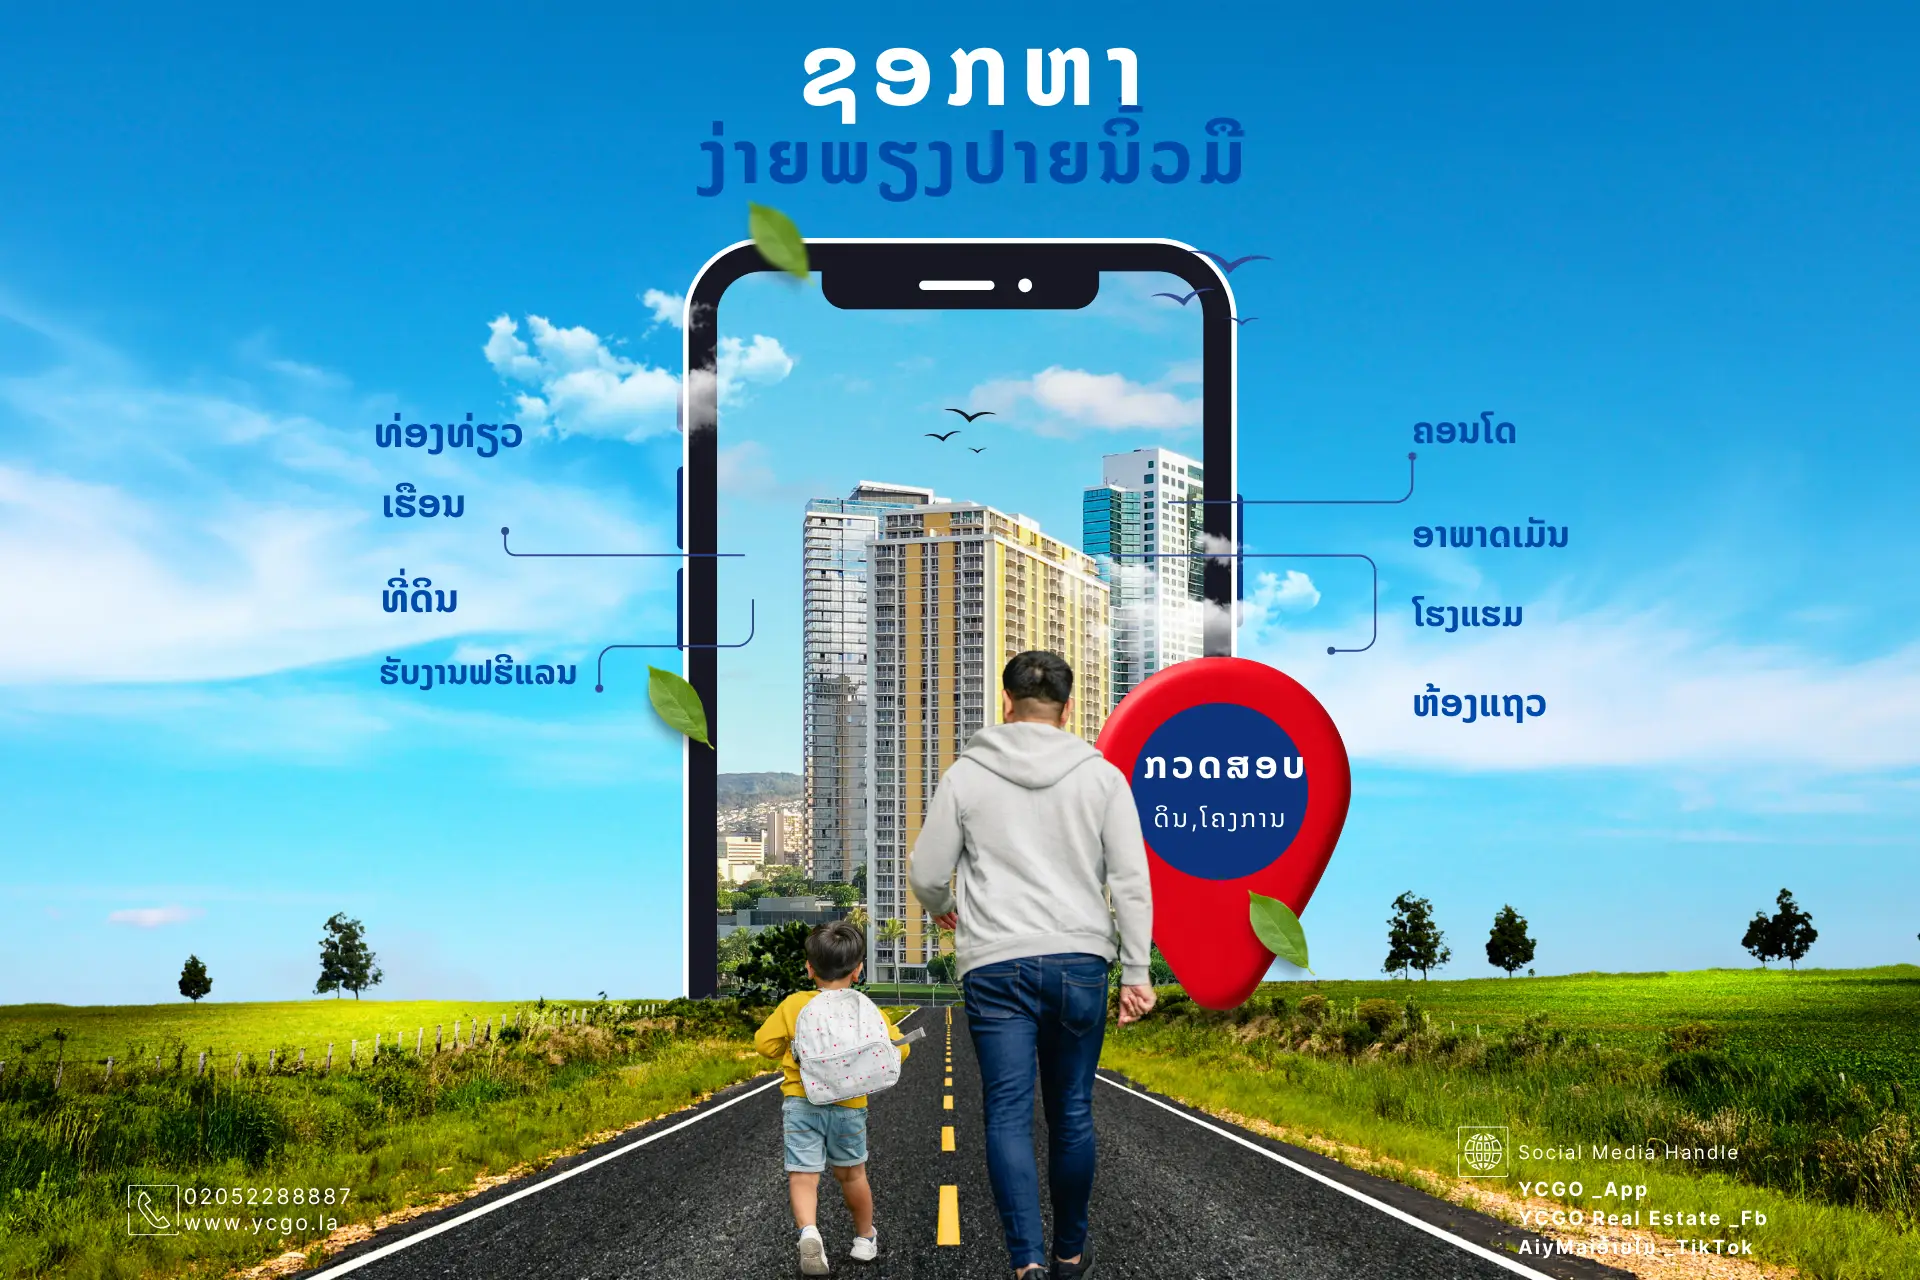 ຊອກຫາ
ງ່າຍພຽງປາຍນິ້ວມື
ທ່ອງທ່ຽວ
ເຮືອນ
ທີ່ດິນ
ຮັບງານຟຣີແລນ
ຄອນໂດ
ອາພາດເມັນ
ໂຮງແຮມ
ຫ້ອງແຖວ
ກວດສອບ
ດິນ,ໂຄງການ
02052288887
www.ycgo.la
Social Media Handle
YCGO _App
YCGO Real Estate _Fb
_TikTok